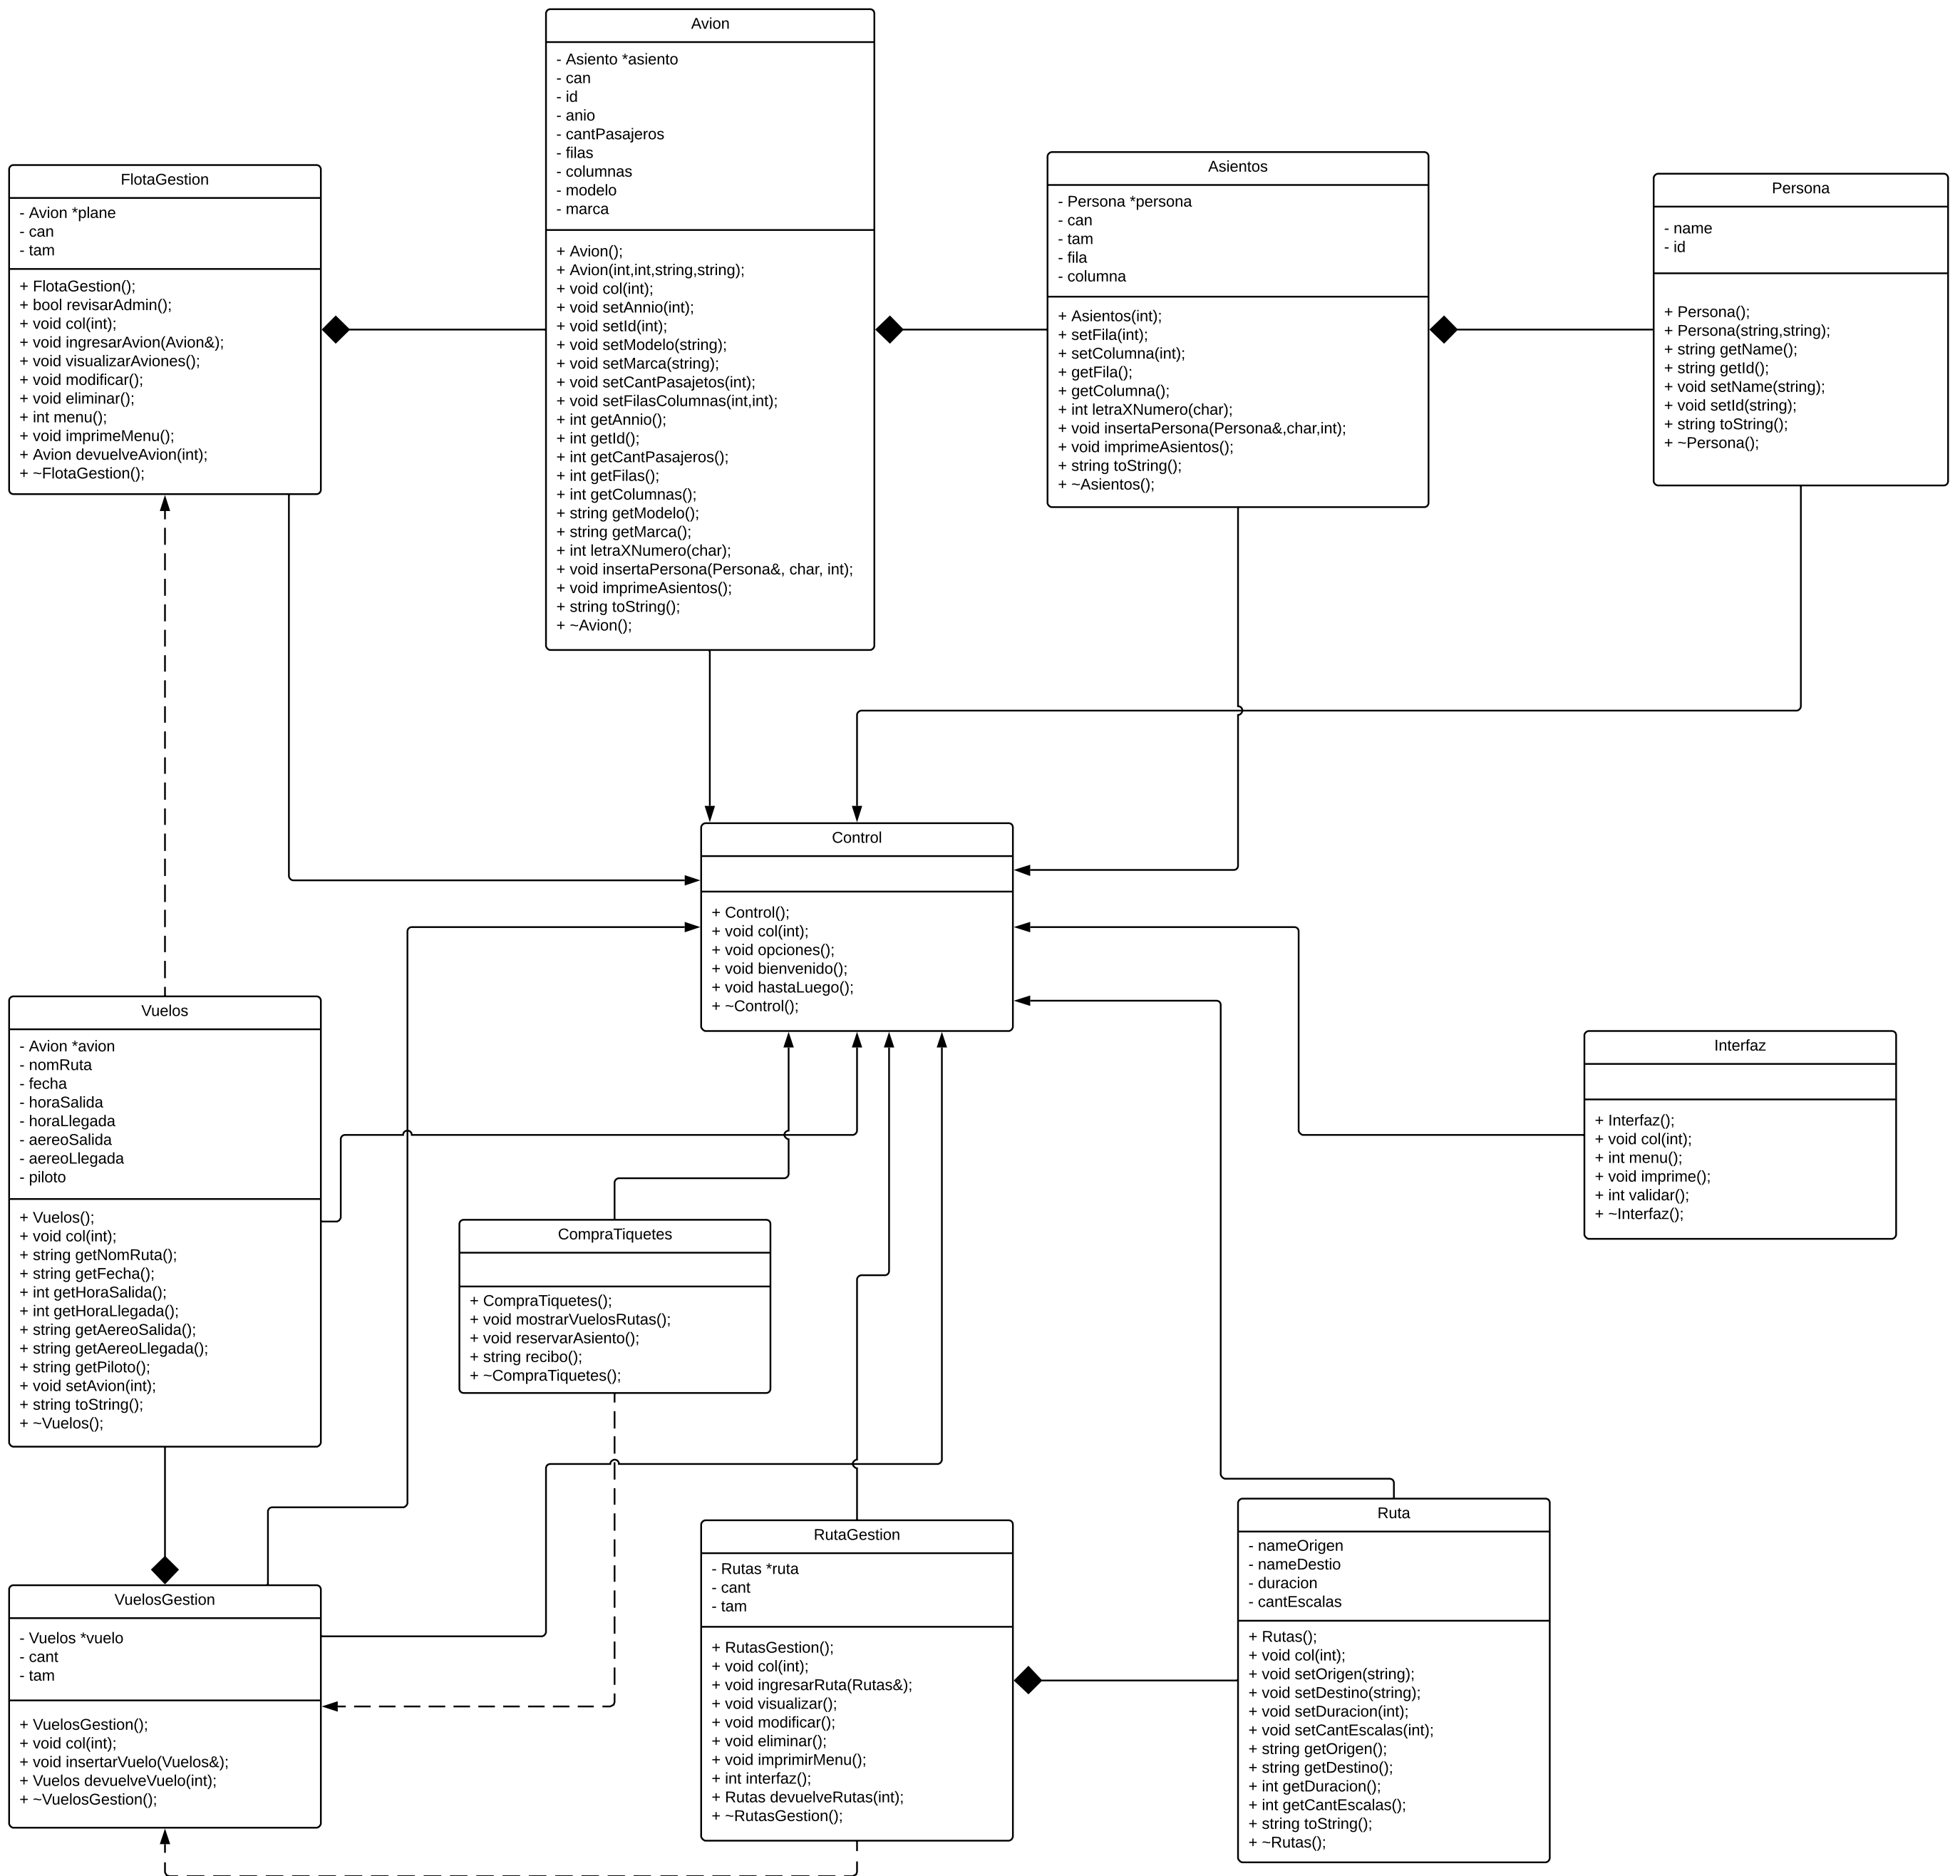 Avion
- Asiento *asiento
- can
- id
- anio
- cantPasajeros
- filas
- columnas
- modelo
- marca
+ Avion();
+ Avion(int,int,string,string);
+ void col(int);
+ void setAnnio(int);
+ void setId(int);
+ void setModelo(string);
+ void setMarca(string);
+ void setCantPasajetos(int);
+ void setFilasColumnas(int,int);
+ int getAnnio();
+ int getId();
+ int getCantPasajeros();
+ int getFilas();
+ int getColumnas();
+ string getModelo();
+ string getMarca();
+ int letraXNumero(char);
+ void insertaPersona(Persona&, char, int);
+ void imprimeAsientos();
+ string toString();
+ ~Avion();
FlotaGestion
- Avion *plane
- can
- tam
+ FlotaGestion();
+ bool revisarAdmin();
+ void col(int);
+ void ingresarAvion(Avion&);
+ void visualizarAviones();
+ void modificar();
+ void eliminar();
+ int menu();
+ void imprimeMenu();
+ Avion devuelveAvion(int);
+ ~FlotaGestion();
Asientos
- Persona *persona
- can
- tam
- fila
- columna
+ Asientos(int);
+ setFila(int);
+ setColumna(int);
+ getFila();
+ getColumna();
+ int letraXNumero(char);
+ void insertaPersona(Persona&,char,int);
+ void imprimeAsientos();
+ string toString();
+ ~Asientos();
Persona
- name
- id
+ Persona();
+ Persona(string,string);
+ string getName();
+ string getId();
+ void setName(string);
+ void setId(string);
+ string toString();
+ ~Persona();
Control
+ Control();
+ void col(int);
+ void opciones();
+ void bienvenido();
+ void hastaLuego();
+ ~Control();
Vuelos
- Avion *avion
- nomRuta
- fecha
- horaSalida
- horaLlegada
- aereoSalida
- aereoLlegada
- piloto
+ Vuelos();
+ void col(int);
+ string getNomRuta();
+ string getFecha();
+ int getHoraSalida();
+ int getHoraLlegada();
+ string getAereoSalida();
+ string getAereoLlegada();
+ string getPiloto();
+ void setAvion(int);
+ string toString();
+ ~Vuelos();
Interfaz
+ Interfaz();
+ void col(int);
+ int menu();
+ void imprime();
+ int validar();
+ ~Interfaz();
CompraTiquetes
+ CompraTiquetes();
+ void mostrarVuelosRutas();
+ void reservarAsiento();
+ string recibo();
+ ~CompraTiquetes();
VuelosGestion
- Vuelos *vuelo
- cant
- tam
+ VuelosGestion();
+ void col(int);
+ void insertarVuelo(Vuelos&);
+ Vuelos devuelveVuelo(int);
+ ~VuelosGestion();
RutaGestion
- Rutas *ruta
- cant
- tam
+ RutasGestion();
+ void col(int);
+ void ingresarRuta(Rutas&);
+ void visualizar();
+ void modificar();
+ void eliminar();
+ void imprimirMenu();
+ int interfaz();
+ Rutas devuelveRutas(int);
+ ~RutasGestion();
Ruta
- nameOrigen
- nameDestio
- duracion
- cantEscalas
+ Rutas();
+ void col(int);
+ void setOrigen(string);
+ void setDestino(string);
+ void setDuracion(int);
+ void setCantEscalas(int);
+ string getOrigen();
+ string getDestino();
+ int getDuracion();
+ int getCantEscalas();
+ string toString();
+ ~Rutas();